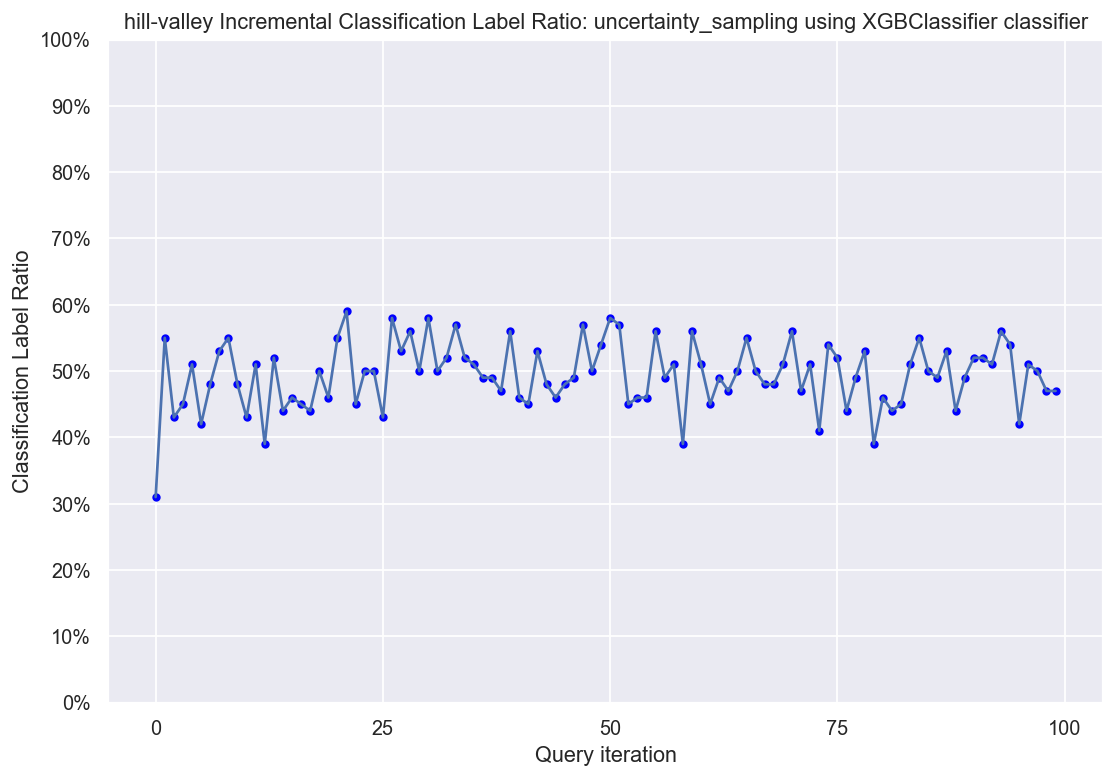 hill-valley Incremental Classification Label Ratio: uncertainty_sampling using XGBClassifier classifier
100%
90%
80%
70%
60%
50%
40%
30%
20%
10%
0%
Classification Label Ratio
0 25 50 75 100
Query iteration